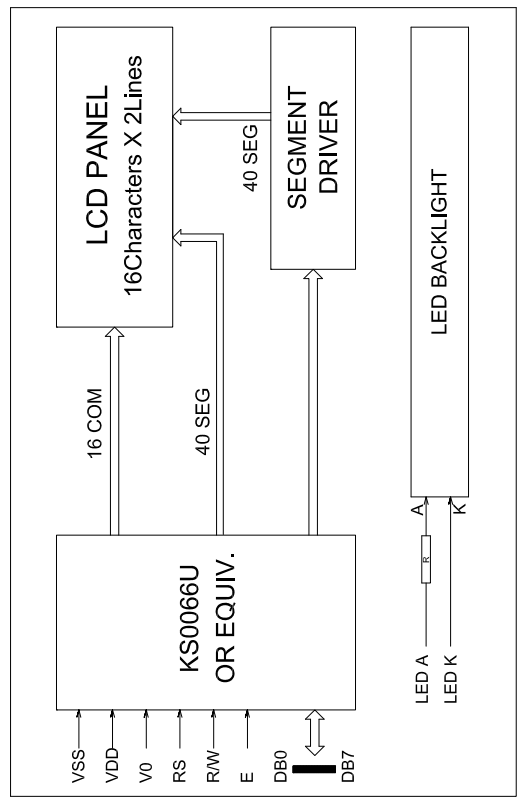 LCD PANEL
16Characters X 2Lines
SEGMENT
DRIVER
40 SEG
16 COM
40 SEG
KS0066U
OR EQUIV.
VSS
VDD
V0
RS
R/W
E
DB0
DB7
LED BACKLIGHT
A
K
R
LED A
LED K